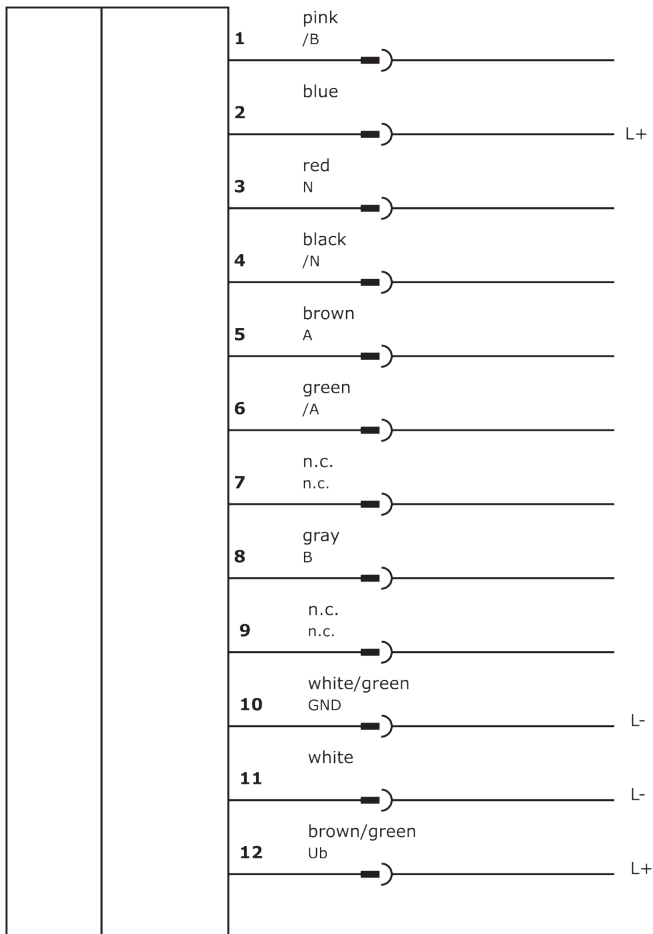 pink
1 /B
blue
2
L+
red
3 N
black
4 /N
brown
5 A
green
6 /A
n.c.
7 n.c.
gray
8 B
n.c.
9 n.c.
white/green
10 GND
L-
white
11
L-
brown/green
12 Ub
L+